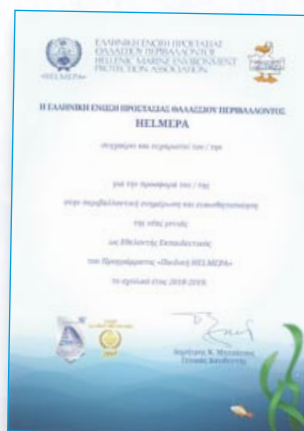 ΕΛΛΗΝΙΚΗ ΕΝΩΣΗ ΠΡΟΣΤΑΣΙΑΣ
ΘΑΛΑΣΣΙΟΥ ΠΕΡΙΒΑΛΛΟΝΤΟΣ
HELLENIC MARINE ENVIRONMENT
PROTECTION ASSOCIATION
«HELMEPA»
Η ΕΛΛΗΝΙΚΗ ΕΝΩΣΗ ΠΡΟΣΤΑΣΙΑΣ ΘΑΛΑΣΣΙΟΥ ΠΕΡΙΒΑΛΛΟΝΤΟΣ
HELMEPA
συγχαίρει και ευχαριστεί τον / την
για την προσφορά του / της
στην περιβαλλοντική ενημέρωση και ευαισθητοποίηση
της νέας γενιάς
ως Εθελοντής Εκπαιδευτικός
του Προγράμματος «Παιδική HELMEPA»
το σχολικό έτος 2018-2019.
Γενικός Διευθυντής